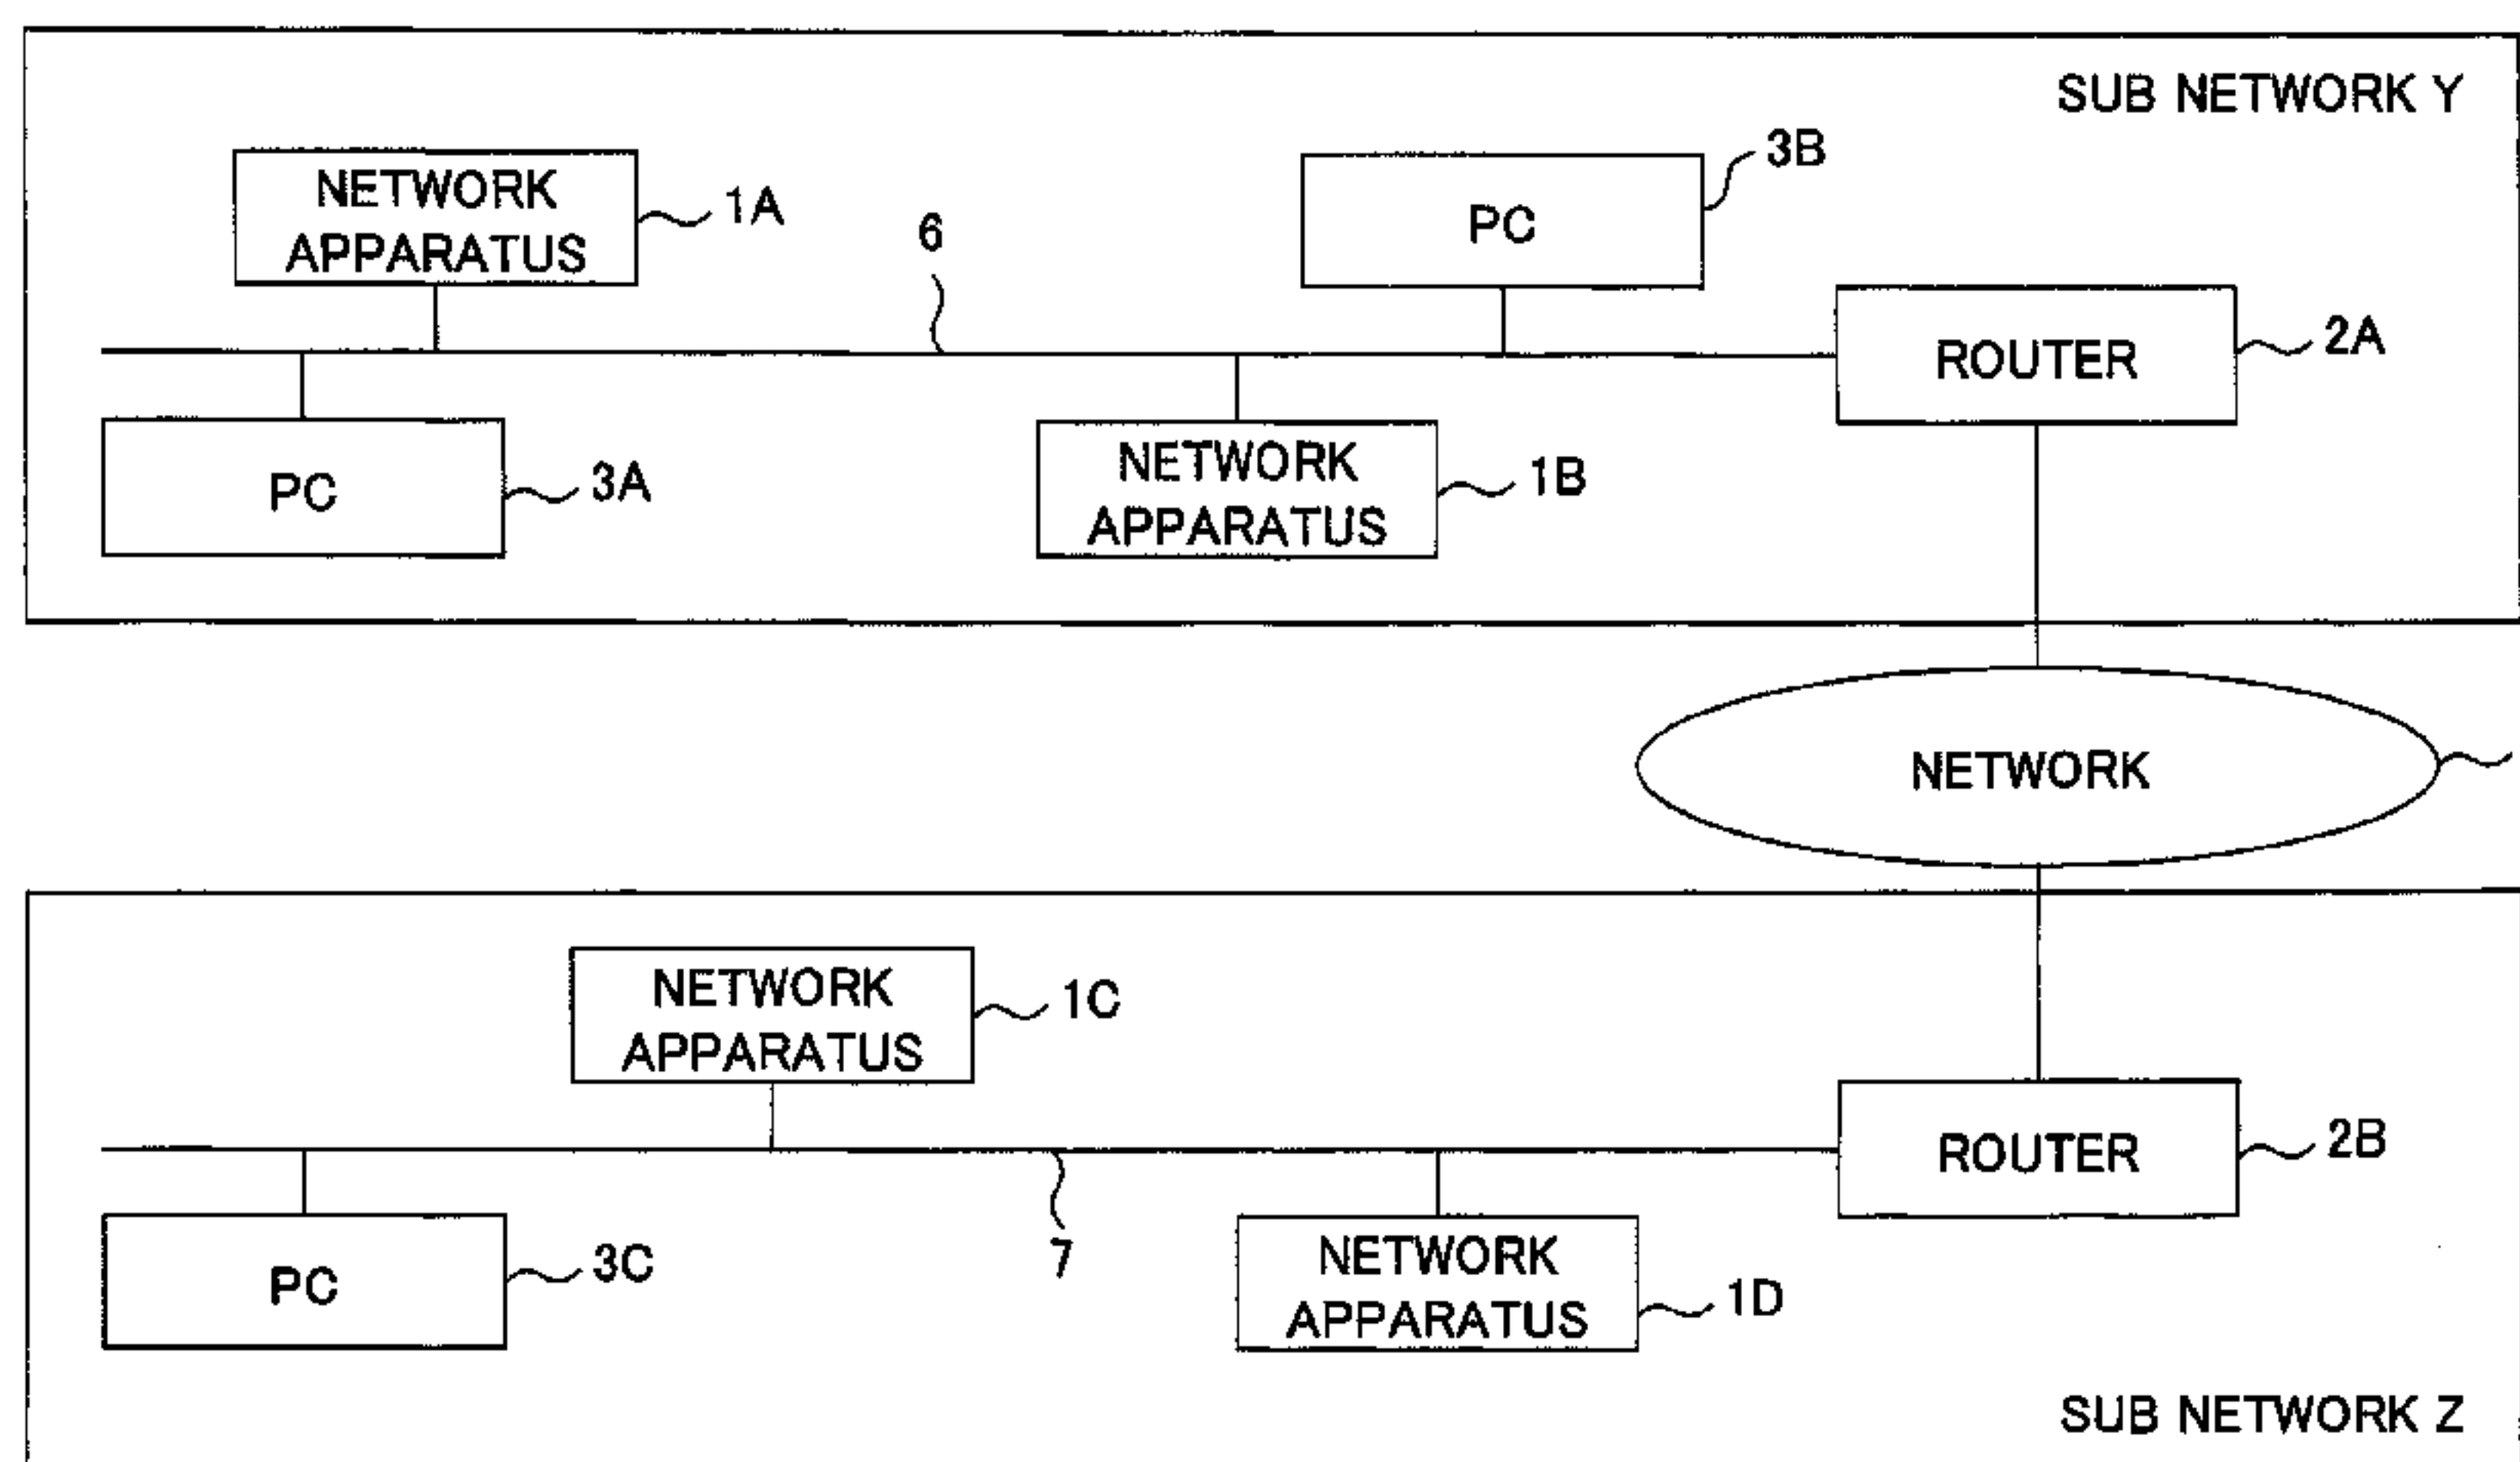 SUB NETWORK Y
NETWORK
APPARATUS
1A
6
PC
3B
ROUTER
2A
PC
3A
NETWORK
APPARATUS
1B
NETWORK
NETWORK
APPARATUS
1C
ROUTER
2B
7
PC
3C
NETWORK
APPARATUS
1D
SUB NETWORK Z